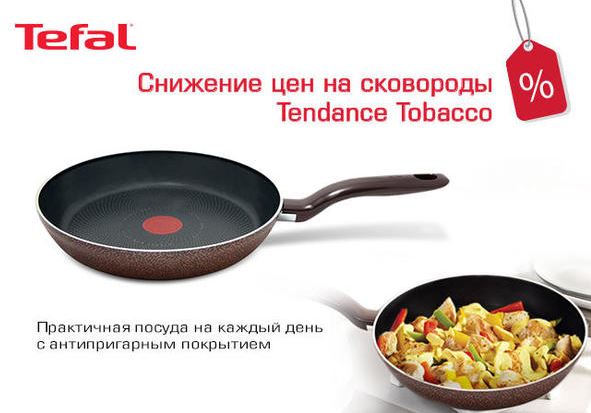 Tefal
Снижение цен на сковороды
Tendance Tobacco
%
Практичная посуда на каждый день
с антипригарным покрытием